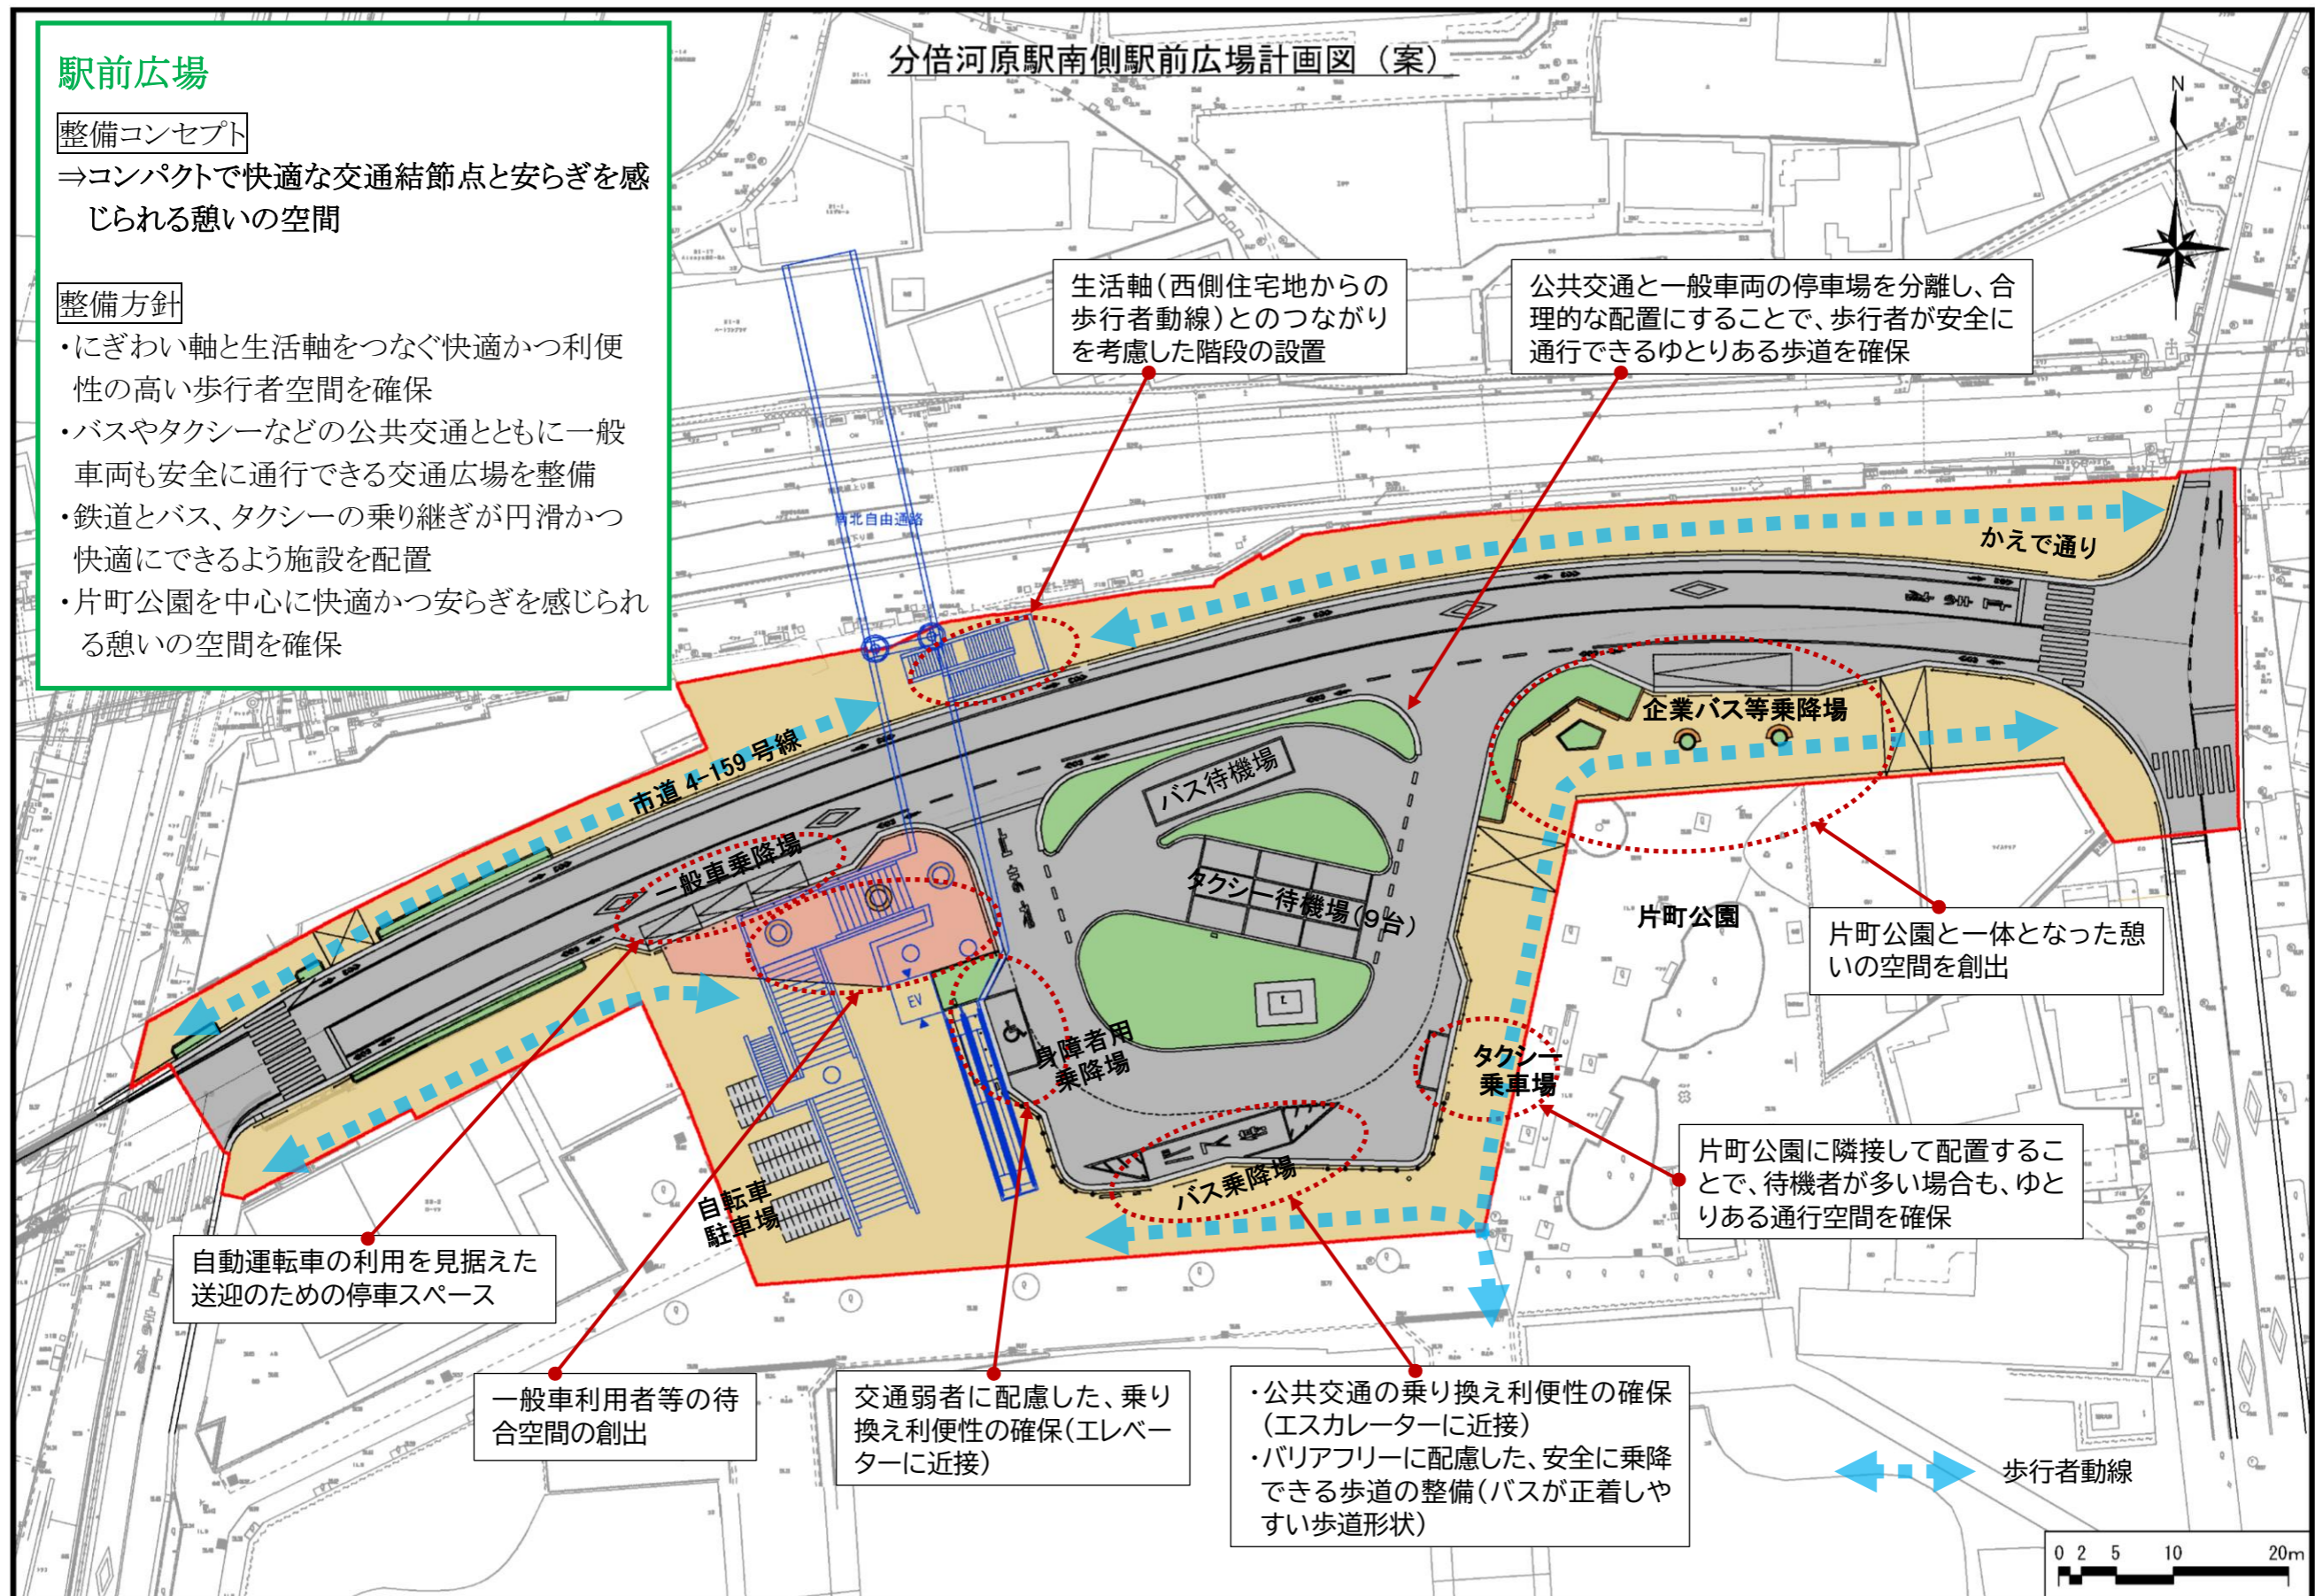 分倍河原駅南側駅前広場計画図（案）
駅前広場
整備コンセプト
⇒コンパクトで快適な交通結節点と安らぎを感
じられる憩いの空間
整備方針
・にぎわい軸と生活軸をつなぐ快適かつ利便
性の高い歩行者空間を確保
・バスやタクシーなどの公共交通とともに一般
車両も安全に通行できる交通広場を整備
・鉄道とバス、タクシーの乗り継ぎが円滑かつ
快適にできるよう施設を配置
・片町公園を中心に快適かつ安らぎを感じられ
る憩いの空間を確保
N
生活軸（西側住宅地からの
歩行者動線）とのつながり
を考慮した階段の設置
公共交通と一般車両の停車場を分離し、合
理的な配置にすることで、歩行者が安全に
通行できるゆとりある歩道を確保
南北自由通路
かえで通り
市道 4-159 号線
企業バス等乗降場
バス待機場
一般車乗降場
タクシー待機場（9台）
片町公園
片町公園と一体となった憩
いの空間を創出
EV
身障者用
乗降場
タクシー
乗車場
バス乗降場
自転車
駐車場
片町公園に隣接して配置するこ
とで、待機者が多い場合も、ゆと
りある通行空間を確保
自動運転車の利用を見据えた
送迎のための停車スペース
一般車利用者等の待
合空間の創出
交通弱者に配慮した、乗り
換え利便性の確保（エレベー
ターに近接）
・公共交通の乗り換え利便性の確保
（エスカレーターに近接）
・バリアフリーに配慮した、安全に乗降
できる歩道の整備（バスが正着しや
すい歩道形状）
歩行者動線
0 2 5 10 20m